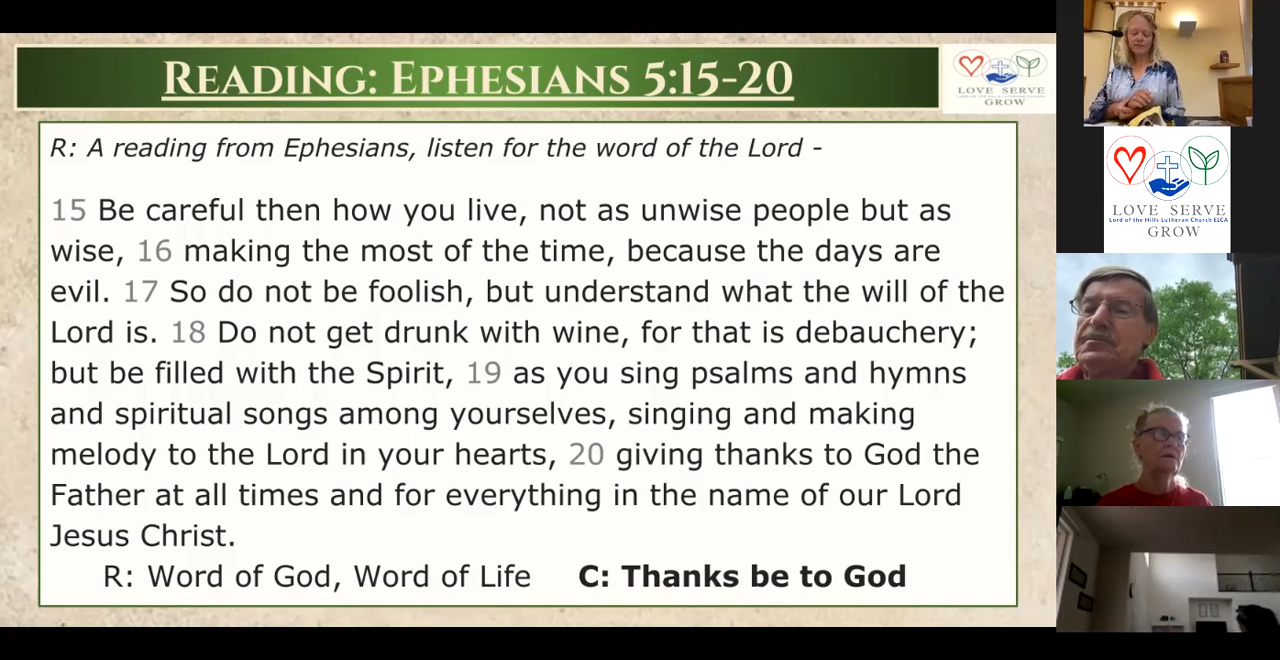 READING: EPHESIANS 5:15-20
LOVE SERVE
GROW
R: A reading from Ephesians, listen for the word of the Lord -
15 Be careful then how you live, not as unwise people but as
wise, 16 making the most of the time, because the days are
evil. 17 So do not be foolish, but understand what the will of the
Lord is. 18 Do not get drunk with wine, for that is debauchery;
but be filled with the Spirit, 19 as you sing psalms and hymns
and spiritual songs among yourselves, singing and making
melody to the Lord in your hearts, 20 giving thanks to God the
Father at all times and for everything in the name of our Lord
Jesus Christ.
R: Word of God, Word of Life C: Thanks be to God
LOVE SERVE
Lord of the Hills Lutheran Church ELCA
GROW